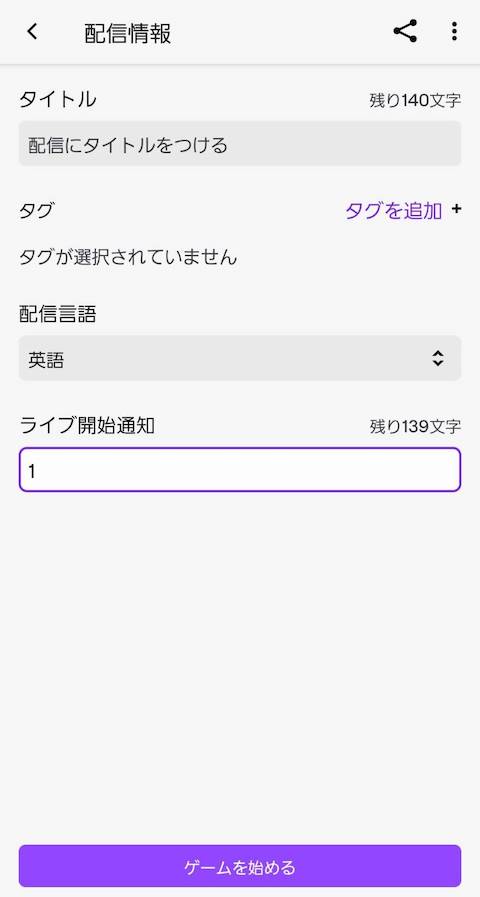 配信情報
タイトル
残り140文字
配信にタイトルをつける
タグ
タグを追加 +
タグが選択されていません
配信言語
英語
ライブ開始通知
残り139文字
1
ゲームを始める